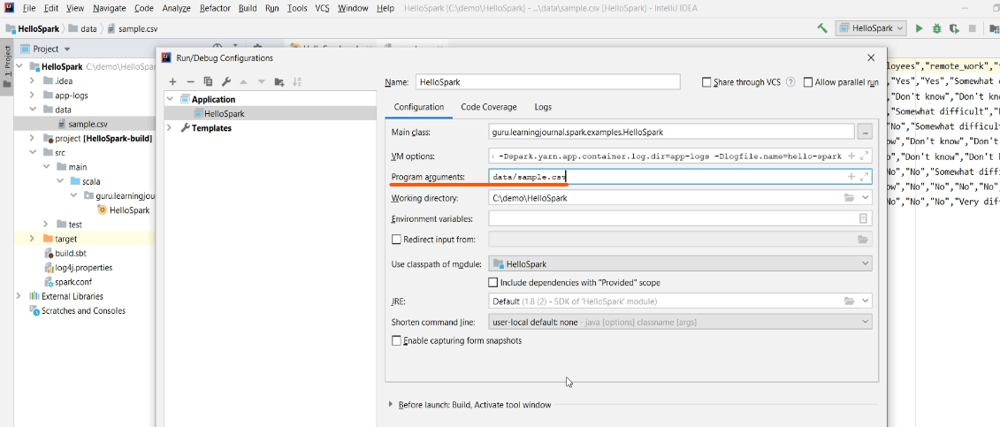 File Edit View Navigate Code Analyze Refactor Build Run Tools VCS Window Help HelloSpark [C:\demo\HelloSpark] - ...\data\sample.csv [HelloSpark] - IntelliJ IDEA
HelloSpark data sample.csv HelloSpark
1: Project
Project
HelloSpark C:\demo\HelloSpar
.idea
app-logs
data
sample.csv
project [HelloSpark-build]
src
main
scala
guru.learningjou
HelloSpark
test
target
build.sbt
log4j.properties
spark.conf
External Libraries
Scratches and Consoles
Run/Debug Configurations
Application
HelloSpark
Templates
Name: HelloSpark Share through VCS ? Allow parallel run
Configuration Code Coverage Logs
Main class: guru.learningjournal.spark.examples.HelloSpark ...
VM options: -Dspark.yarn.app.container.log.dir=app-logs -Dlogfile.name=hello-spark
Program arguments: data/sample.csv
Working directory: C:\demo\HelloSpark
Environment variables:
Redirect input from:
Use classpath of module: HelloSpark
Include dependencies with "Provided" scope
JRE: Default (1.8 (2) - SDK of 'HelloSpark' module)
Shorten command line: user-local default: none - java [options] classname [args]
Enable capturing form snapshots
Before launch: Build, Activate tool window
loyees","remote_work","
"Yes","Yes","Somewhat
"Don't know","Don't kn
"Somewhat difficult","
No","Somewhat difficul
"Don't know","Don't
"Don't know","Don't
"No","Somewhat diffi
"No","No","No",
o","No","Very dif